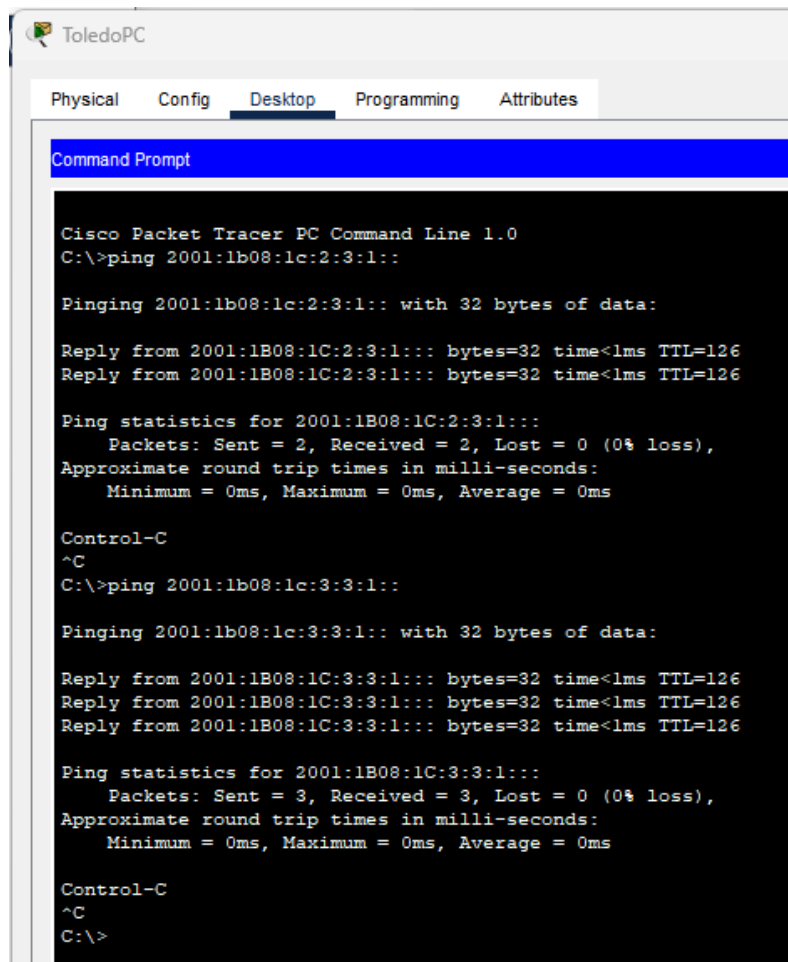 ToledoPC
Physical Config Desktop Programming Attributes
Command Prompt
Cisco Packet Tracer PC Command Line 1.0
C:\>ping 2001:1b08:1c:2:3:1::
Pinging 2001:1b08:1c:2:3:1:: with 32 bytes of data:
Reply from 2001:1B08:1C:2:3:1::: bytes=32 time<1ms TTL=126
Reply from 2001:1B08:1C:2:3:1::: bytes=32 time<1ms TTL=126
Ping statistics for 2001:1B08:1C:2:3:1:::
Packets: Sent = 2, Received = 2, Lost = 0 (0% loss),
Approximate round trip times in milli-seconds:
Minimum = 0ms, Maximum = 0ms, Average = 0ms
Control-C
^C
C:\>ping 2001:1b08:1c:3:3:1::
Pinging 2001:1b08:1c:3:3:1:: with 32 bytes of data:
Reply from 2001:1B08:1C:3:3:1::: bytes=32 time<1ms TTL=126
Reply from 2001:1B08:1C:3:3:1::: bytes=32 time<1ms TTL=126
Reply from 2001:1B08:1C:3:3:1::: bytes=32 time<1ms TTL=126
Ping statistics for 2001:1B08:1C:3:3:1:::
Packets: Sent = 3, Received = 3, Lost = 0 (0% loss),
Approximate round trip times in milli-seconds:
Minimum = 0ms, Maximum = 0ms, Average = 0ms
Control-C
^C
C:\>